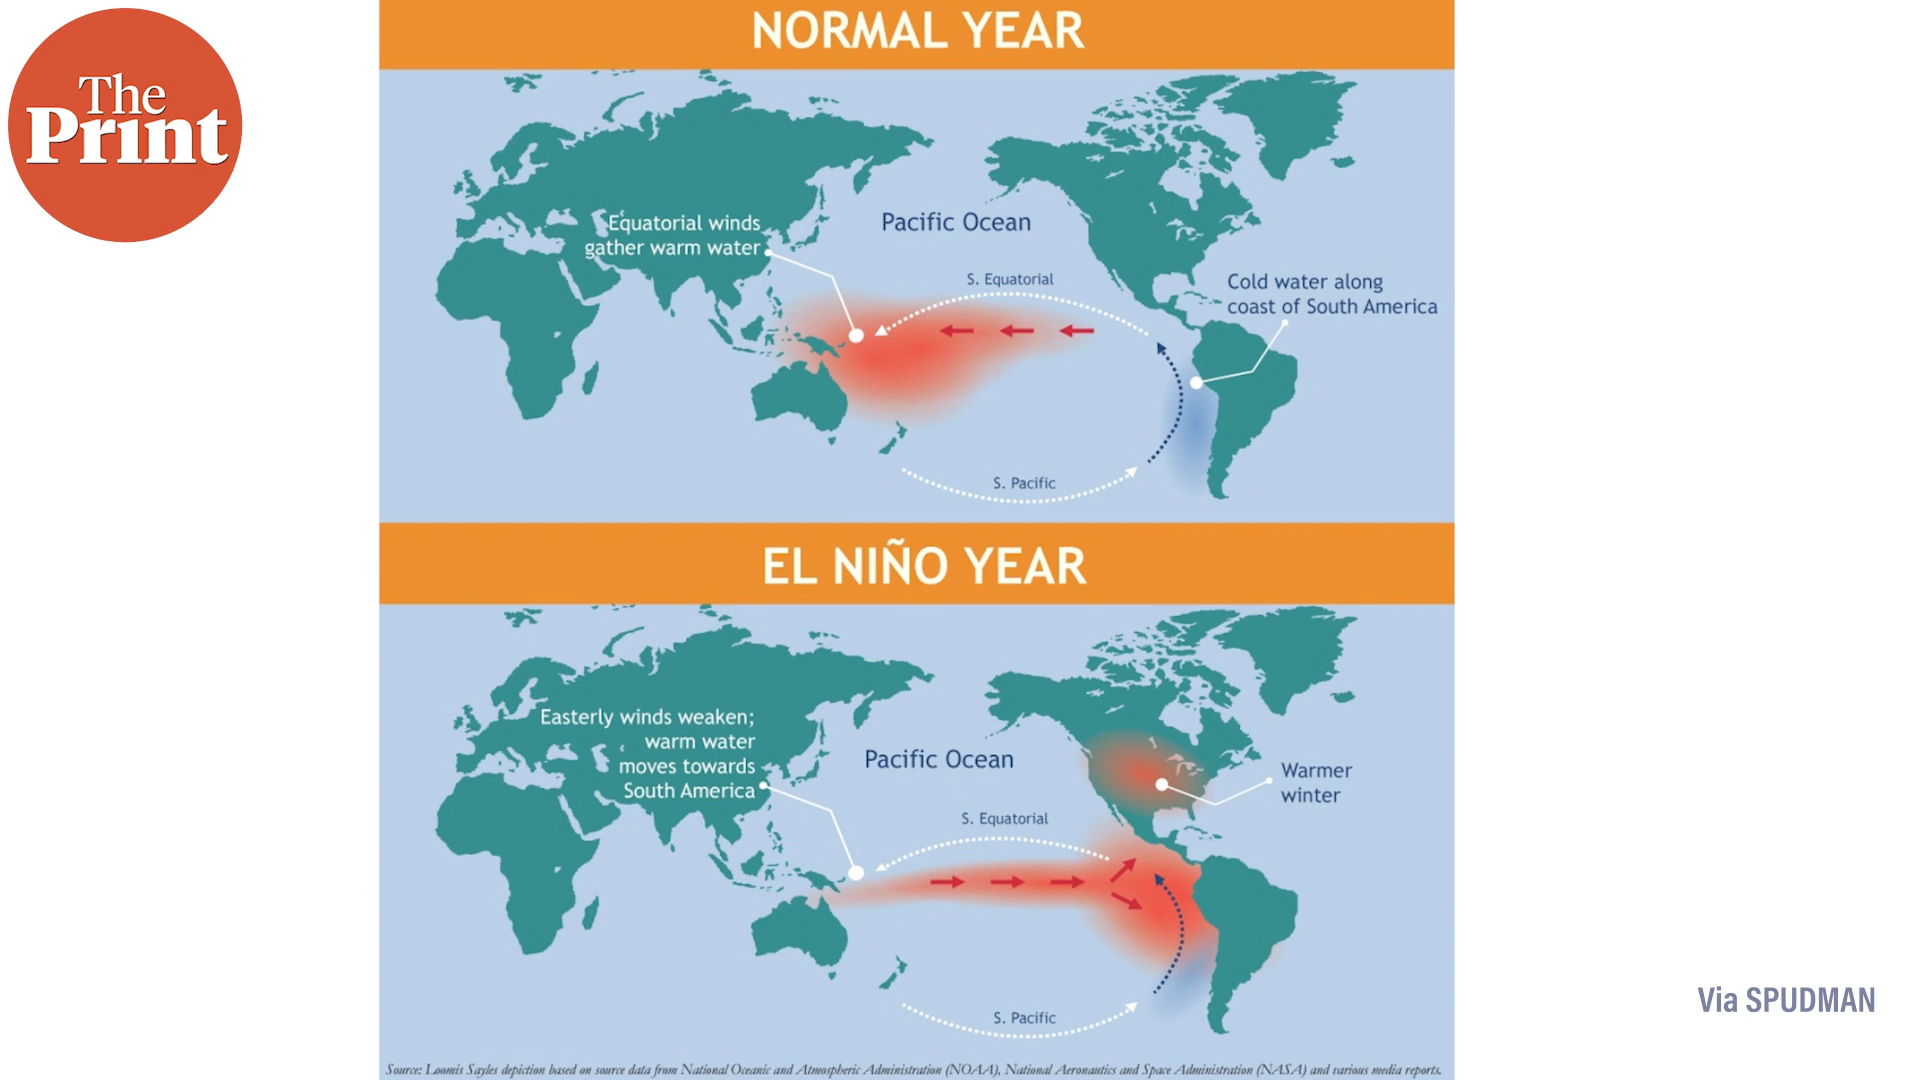 The
Print
NORMAL YEAR
Equatorial winds
gather warm water
Pacific Ocean
S. Equatorial
Cold water along
coast of South America
S. Pacific
EL NIÑO YEAR
Easterly winds weaken;
warm water
moves towards
South America
Pacific Ocean
Warmer
winter
S. Equatorial
S. Pacific
Via SPUDMAN
Source: Loomis Sayles depiction based on source data from National Oceanic and Atmospheric Administration (NOAA), National Aeronautics and Space Administration (NASA) and various media reports.